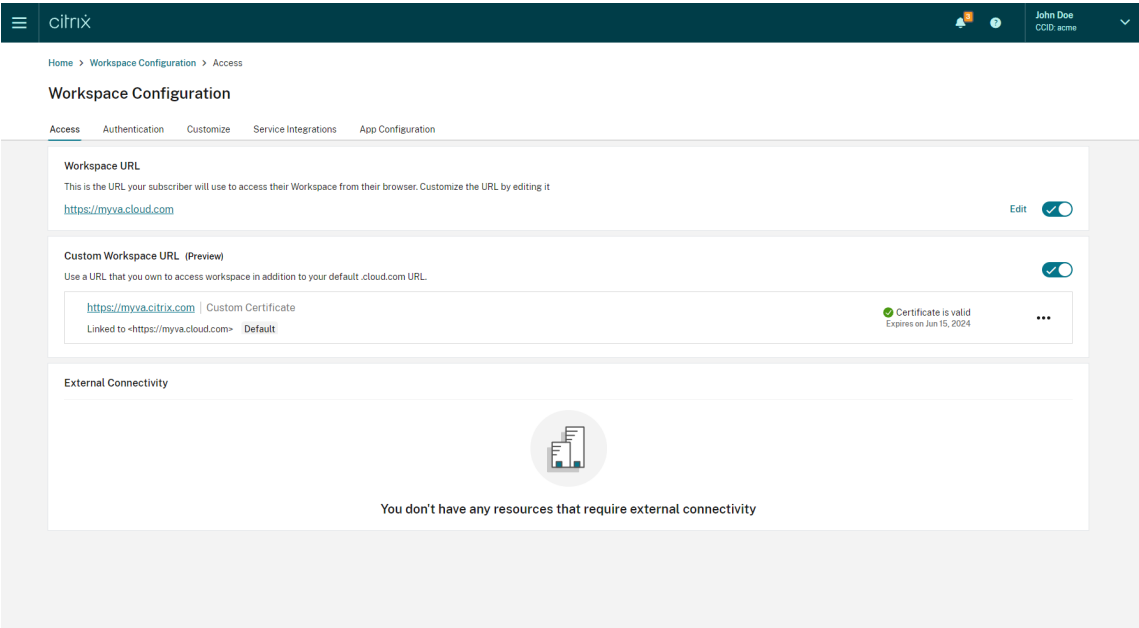 citrix
3
?
John Doe
CCID: acme
Home > Workspace Configuration > Access
Workspace Configuration
Access Authentication Customize Service Integrations App Configuration
Workspace URL
This is the URL your subscriber will use to access their Workspace from their browser. Customize the URL by editing it
https://myva.cloud.com
Edit
Custom Workspace URL (Preview)
Use a URL that you own to access workspace in addition to your default .cloud.com URL.
https://myva.citrix.com | Custom Certificate
Certificate is valid
Linked to <https://myva.cloud.com> Default
Expires on Jun 15, 2024
External Connectivity
You don't have any resources that require external connectivity